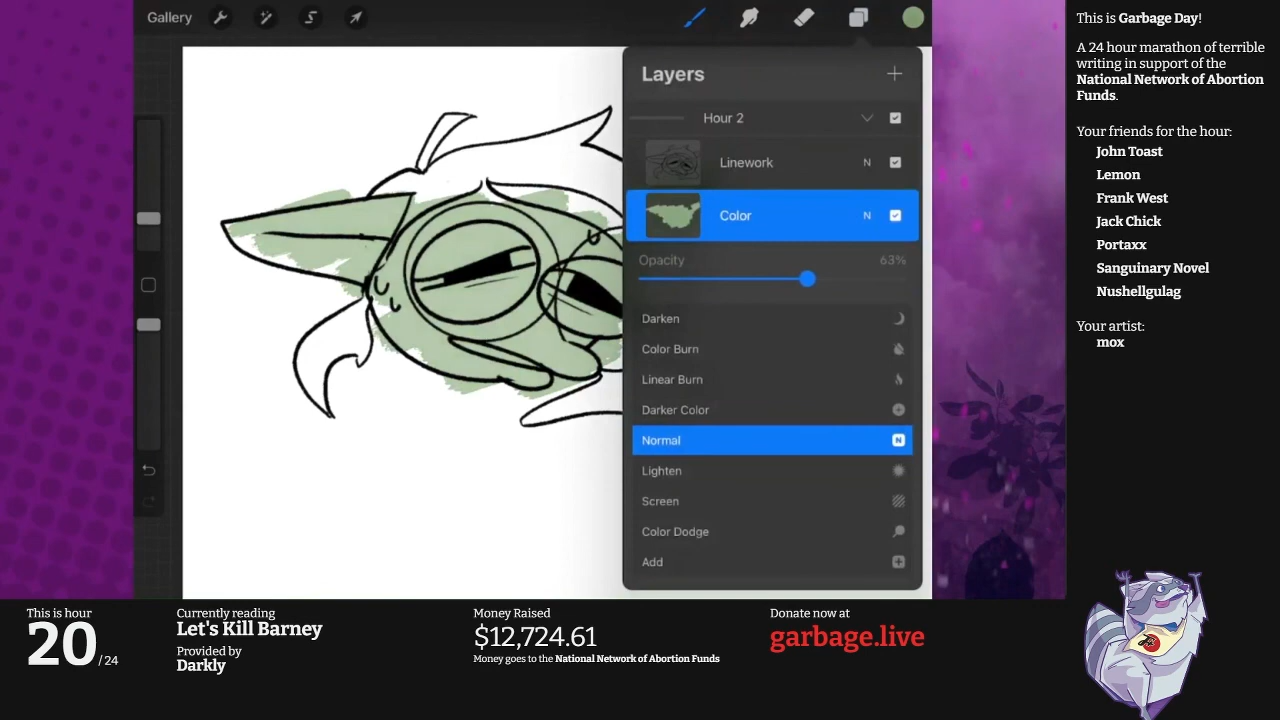 Gallery
Layers
Hour 2
Linework N
Color N
Opacity 63%
Darken
Color Burn
Linear Burn
Darker Color
Normal N
Lighten
Screen
Color Dodge
Add
This is Garbage Day!
A 24 hour marathon of terrible
writing in support of the
National Network of Abortion
Funds.
Your friends for the hour:
John Toast
Lemon
Frank West
Jack Chick
Portaxx
Sanguinary Novel
Nushellgulag
Your artist:
mox
This is hour
20 / 24
Currently reading
Let's Kill Barney
Provided by
Darkly
Money Raised
$12,724.61
Money goes to the National Network of Abortion Funds
Donate now at
garbage.live